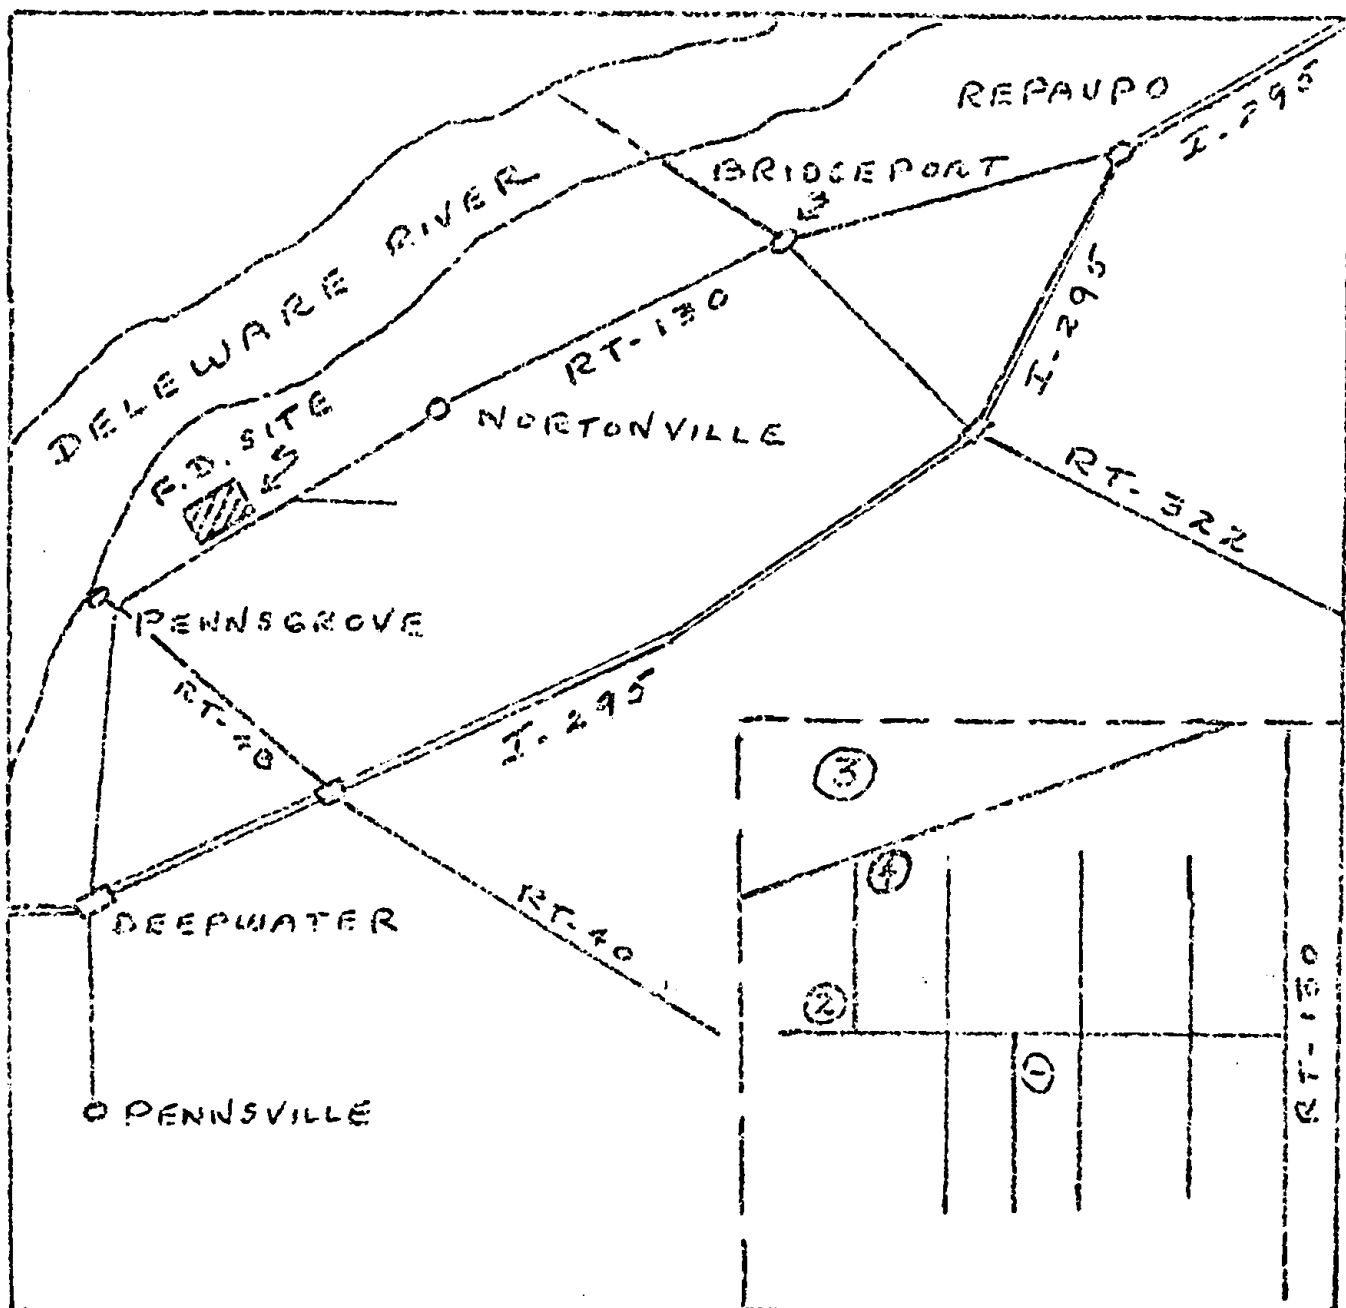 REPAUPO
I-295
BRIDGEPORT
DELEWARE RIVER
I-295
RT-130
F.D. SITE
NORTONVILLE
RT-322
PENNSGROVE
RT-40
I-295
3
4
DEEPWATER
RT-40
2
RT-130
1
PENNSVILLE